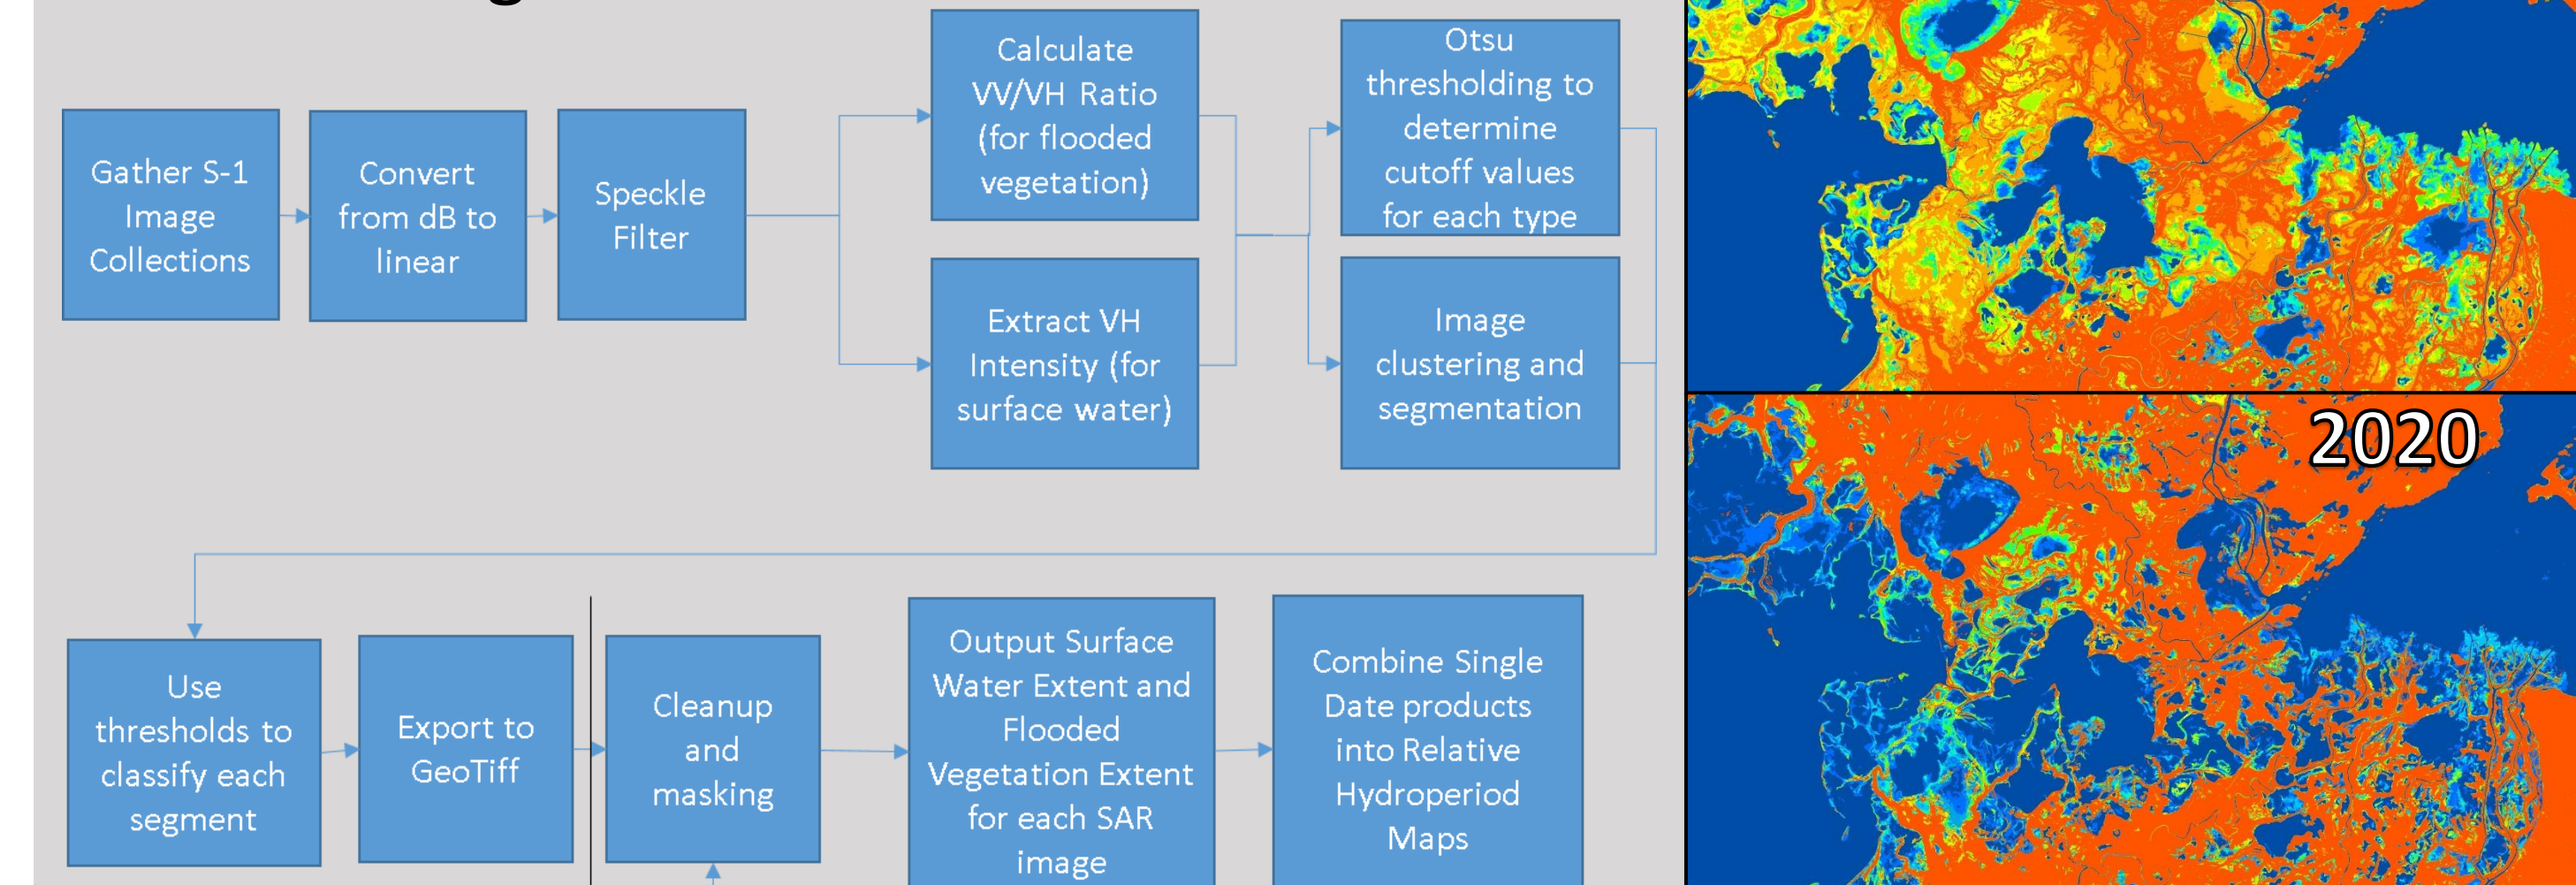 Gather S-1
Image
Collections
Convert
from dB to
linear
Speckle
Filter
Calculate
VV/VH Ratio
(for flooded
vegetation)
Extract VH
Intensity (for
surface water)
Otsu
thresholding to
determine
cutoff values
for each type
Image
clustering and
segmentation
Use
thresholds to
classify each
segment
Export to
GeoTiff
Cleanup
and
masking
Output Surface
Water Extent and
Flooded
Vegetation Extent
for each SAR
image
Combine Single
Date products
into Relative
Hydroperiod
Maps
2020